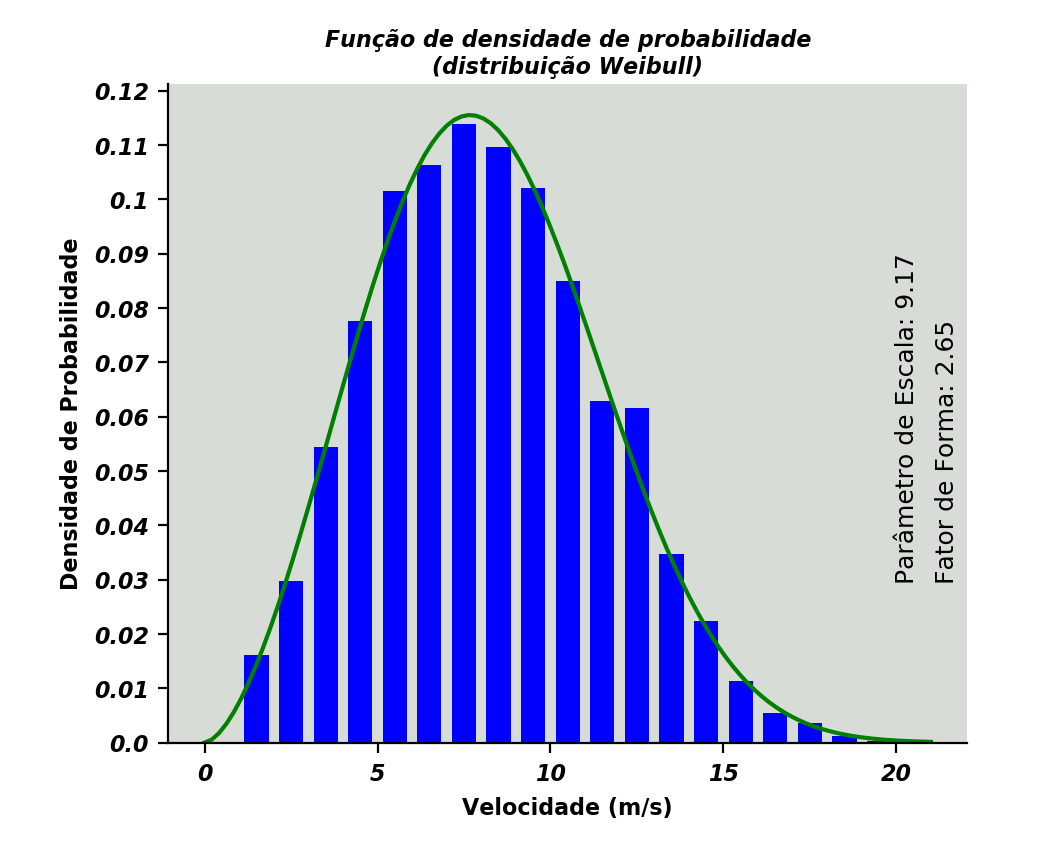 Função de densidade de probabilidade
(distribuição Weibull)
0.12
0.11
0.1
0.09
0.08
0.07
0.06
0.05
0.04
0.03
0.02
0.01
0.0
Densidade de Probabilidade
Parâmetro de Escala: 9.17
Fator de Forma: 2.65
0 5 10 15 20
Velocidade (m/s)